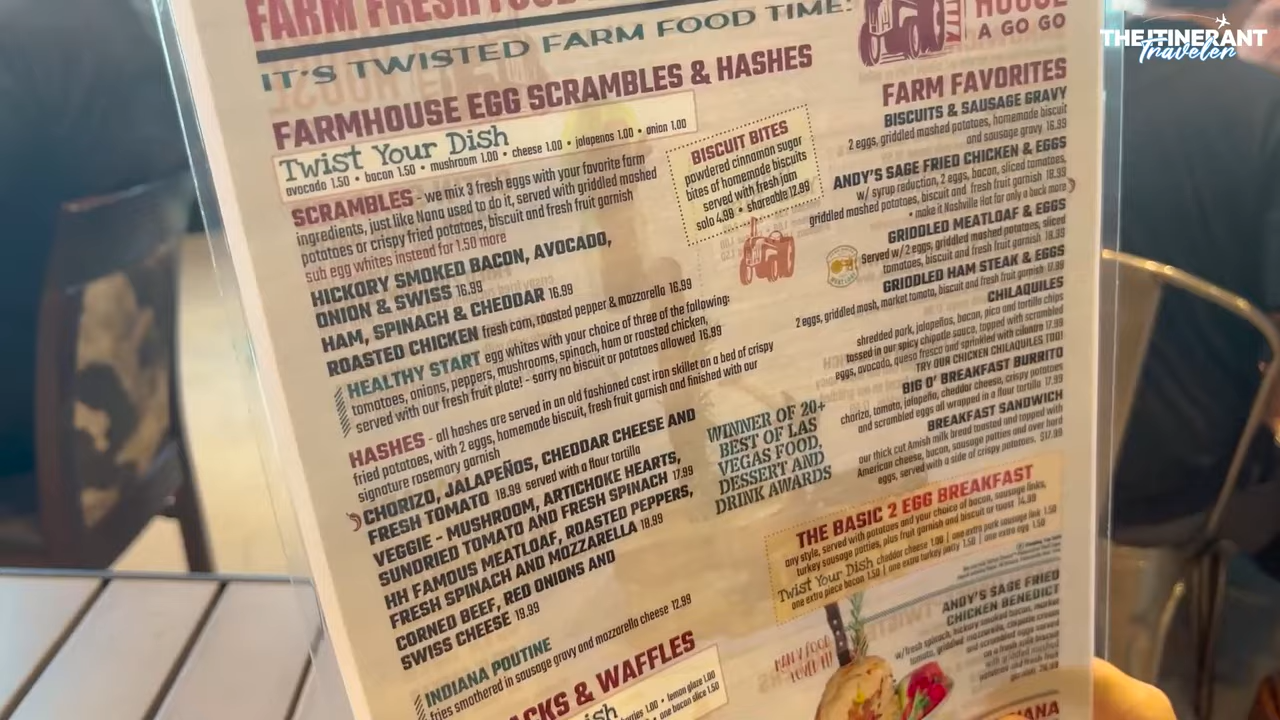 FARM FRESH FOOD
IT'S TWISTED FARM FOOD TIME!
HOUSE
A GO GO
THE ITINERANT
Traveler
FARMHOUSE EGG SCRAMBLES & HASHES
Twist Your Dish
avocado 1.50 • bacon 1.50 • mushroom 1.00 • cheese 1.00 • jalapenos 1.00 • onion 1.00
SCRAMBLES - we mix 3 fresh eggs with your favorite farm
ingredients, just like Nana used to do it, served with griddled mashed
potatoes or crispy fried potatoes, biscuit and fresh fruit garnish
sub egg whites instead for 1.50 more
HICKORY SMOKED BACON, AVOCADO,
ONION & SWISS 16.99
HAM, SPINACH & CHEDDAR 16.99
ROASTED CHICKEN fresh corn, roasted pepper & mozzarella 16.99
HEALTHY START egg whites with your choice of three of the following:
tomatoes, onions, peppers, mushrooms, spinach, ham or roasted chicken,
served with our fresh fruit plate! - sorry no biscuit or potatoes allowed 16.99
HASHES - all hashes are served in an old fashioned cast iron skillet on a bed of crispy
fried potatoes, with 2 eggs, homemade biscuit, fresh fruit garnish and finished with our
signature rosemary garnish
CHORIZO, JALAPEÑOS, CHEDDAR CHEESE AND
FRESH TOMATO 18.99 served with a flour tortilla
VEGGIE - MUSHROOM, ARTICHOKE HEARTS,
SUNDRIED TOMATO AND FRESH SPINACH 17.99
HH FAMOUS MEATLOAF, ROASTED PEPPERS,
FRESH SPINACH AND MOZZARELLA 18.99
CORNED BEEF, RED ONIONS AND
SWISS CHEESE 19.99
INDIANA POUTINE
fries smothered in sausage gravy and mozzarella cheese 12.99
ACKS & WAFFLES
ish
erries 1.00 • lemon glaze 1.00
one bacon slice 1.50
BISCUIT BITES
powdered cinnamon sugar
bites of homemade biscuits
served with fresh jam
solo 4.99 • shareable 12.99
WINNER OF 20+
BEST OF LAS
VEGAS FOOD,
DESSERT AND
DRINK AWARDS
FARM FAVORITES
BISCUITS & SAUSAGE GRAVY
2 eggs, griddled mashed potatoes, homemade biscuit
and sausage gravy 16.99
ANDY'S SAGE FRIED CHICKEN & EGGS
w/ syrup reduction, 2 eggs, bacon, sliced tomatoes,
griddled mashed potatoes, biscuit and fresh fruit garnish 18.99
• make it Nashville Hot for only a buck more
GRIDDLED MEATLOAF & EGGS
Served w/2 eggs, griddled mashed potatoes, sliced
tomatoes, biscuit and fresh fruit garnish 18.99
GRIDDLED HAM STEAK & EGGS
2 eggs, griddled mash, market tomato, biscuit and fresh fruit garnish 17.99
CHILAQUILES
shredded pork, jalapeños, bacon, pico and tortilla chips
tossed in our spicy chipotle sauce, topped with scrambled
eggs, avocado, queso fresco and sprinkled with cilantro 17.99
TRY OUR CHICKEN CHILAQUILES TOO!
BIG O' BREAKFAST BURRITO
chorizo, tomato, jalapeño, cheddar cheese, crispy potatoes
and scrambled eggs all wrapped in a flour tortilla 17.99
BREAKFAST SANDWICH
our thick cut Amish milk bread toasted and topped with
American cheese, bacon, sausage patties and over hard
eggs, served with a side of crispy potatoes. $17.99
THE BASIC 2 EGG BREAKFAST
any style, served with potatoes and your choice of bacon, sausage links,
turkey sausage patties, plus fruit garnish and biscuit or toast 14.99
Twist Your Dish cheddar cheese 1.00 | one extra pork sausage link 1.50
one extra piece bacon 1.50 | one extra turkey patty 1.50 | one extra egg 1.50
ANDY'S SAGE FRIED
CHICKEN BENEDICT
w/fresh spinach, hickory smoked bacon, market
tomato, griddled mozzarella,